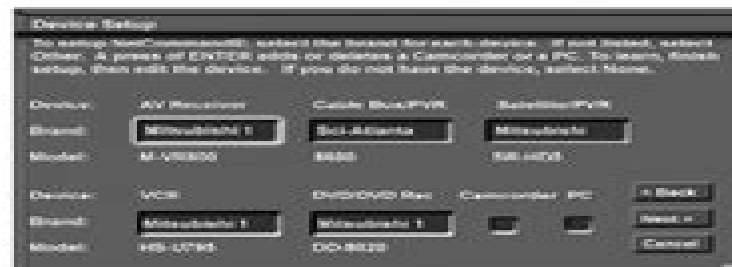 Device Setup
To setup NetCommand®, select the brand for each device. If not listed, select
Other. A press of ENTER adds or deletes a Camcorder or a PC. To learn, finish
setup, then edit the device. If you do not have the device, select None.
Device: AV Receiver Cable Box/PVR Satellite/PVR
Brand: Mitsubishi 1 Sci-Atlanta Mitsubishi
Model: M-VR800 SR-HD5
Device: VCR DVD/DVD Rec Camcorder PC < Back
Brand: Mitsubishi 1 Mitsubishi 1 Next >
Model: HS-U795 DD-6020 Cancel